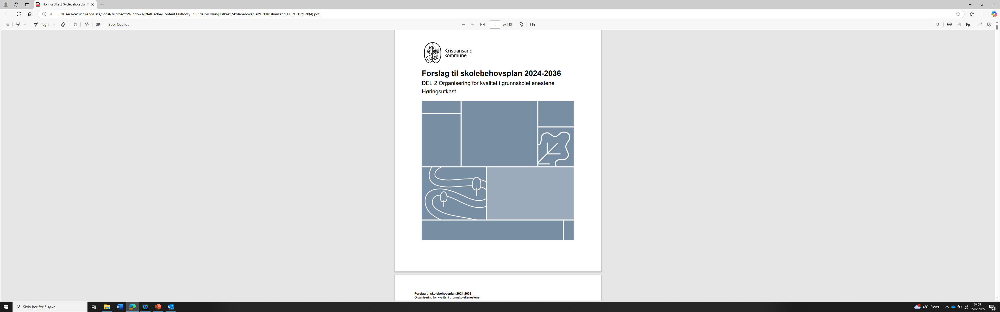 Høringsutkast_Skolebehovsplan
Fil
C:/Users/ce1411/AppData/Local/Microsoft/Windows/INetCache/Content.Outlook/LZBPRB75/Høringsutkast_Skolebehovsplan%20Kristiansand_DEL%202%20(4).pdf
Tegn
aあ
Spør Copilot
1
av 185
Kristiansand
kommune
Forslag til skolebehovsplan 2024-2036
DEL 2 Organisering for kvalitet i grunnskoletjenestene
Høringsutkast
Forslag til skolebehovsplan 2024-2036
Organisering for kvalitet i grunnskoletjenestene
Skriv her for å søke
4°C Skyet
07:59
25.02.2025
21